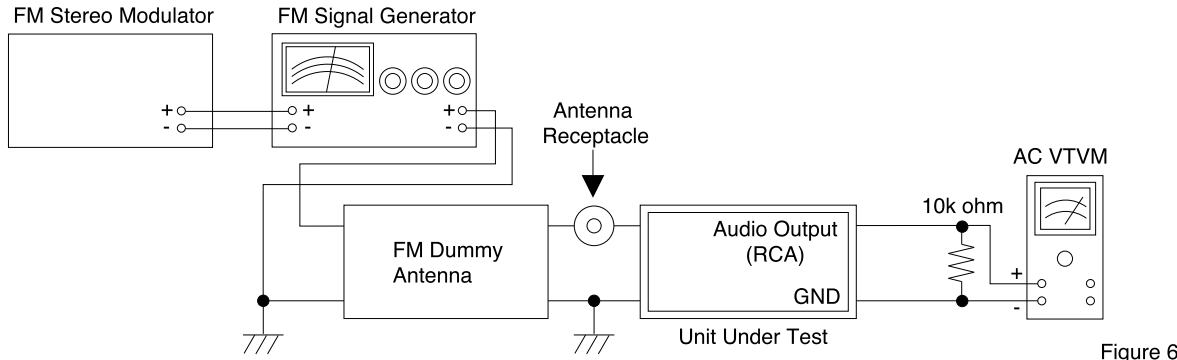 FM Stereo Modulator
FM Signal Generator
+
-
+
-
+
-
Antenna
Receptacle
AC VTVM
10k ohm
FM Dummy
Antenna
Audio Output
(RCA)
GND
+
-
Unit Under Test
Figure 6